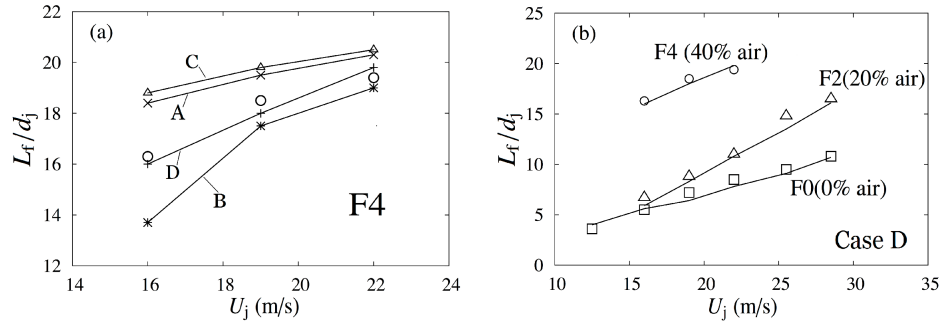 (a)
L_f/d_j
22
20
18
16
14
12
C
A
D
B
F4
14 16 18 20 22 24
U_j (m/s)
(b)
L_f/d_j
25
20
15
10
5
0
F4 (40% air)
F2(20% air)
F0(0% air)
Case D
10 15 20 25 30 35
U_j (m/s)